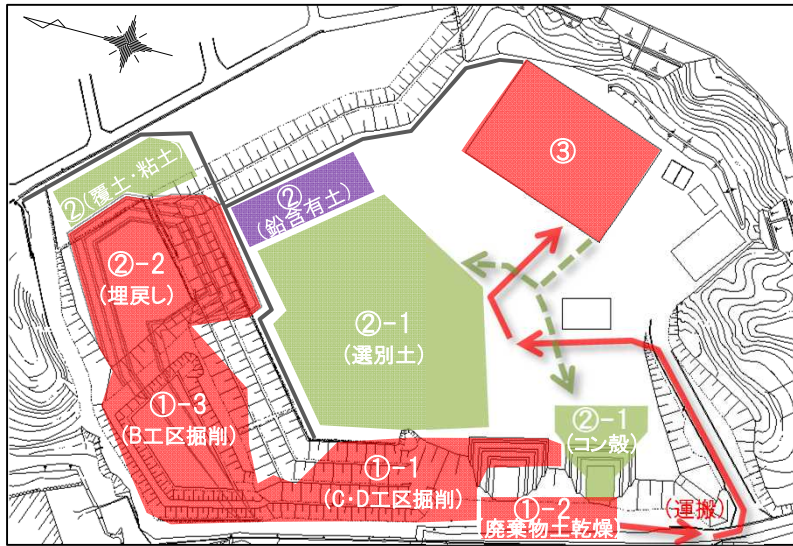 ③
②(覆土・粘土)
②
(鉛含有土)
②-2
(埋戻し)
②-1
(選別土)
①-3
(B工区掘削)
②-1
(コン殻)
①-1
(C・D工区掘削)
①-2
(廃棄物土乾燥)
(運搬)